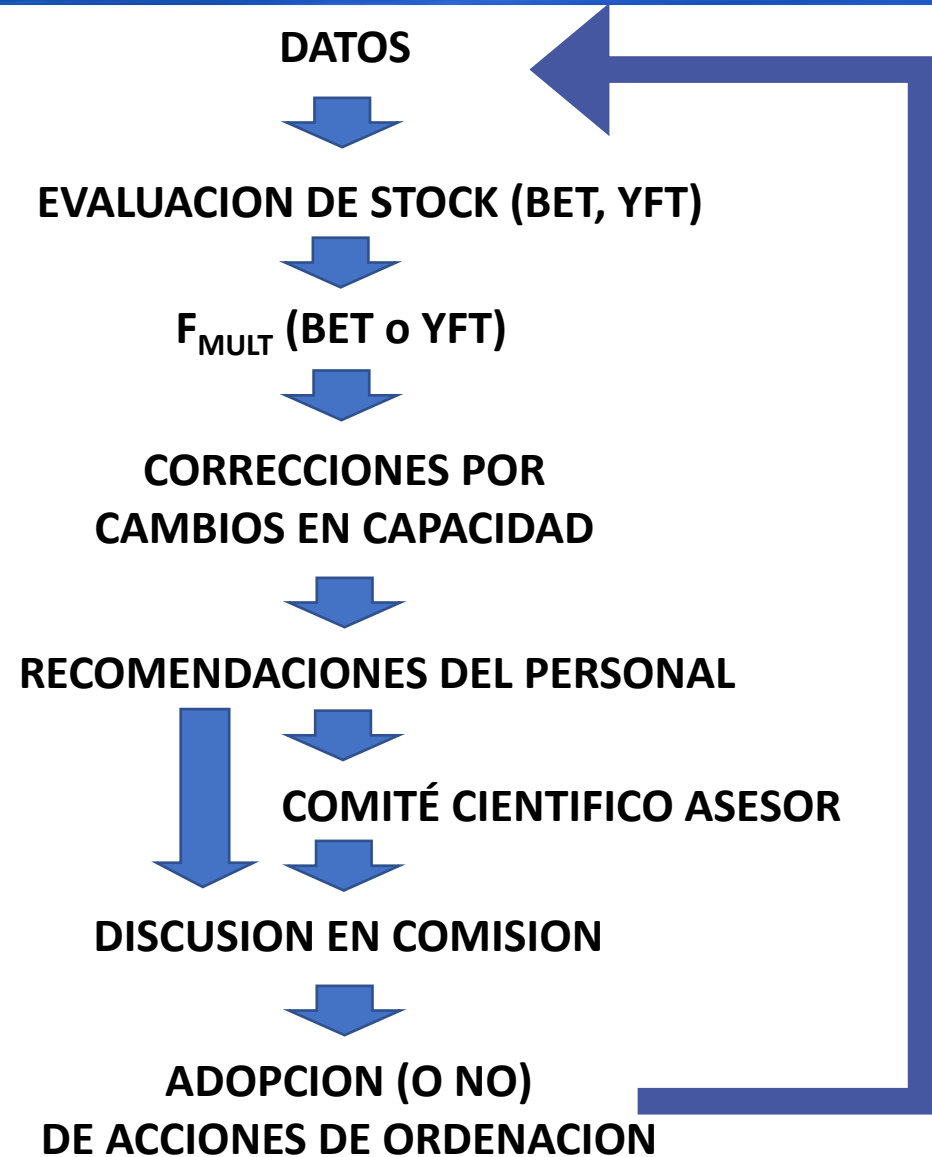 DATOS
EVALUACION DE STOCK (BET, YFT)
F_MULT (BET o YFT)
CORRECCIONES POR
CAMBIOS EN CAPACIDAD
RECOMENDACIONES DEL PERSONAL
COMITÉ CIENTIFICO ASESOR
DISCUSION EN COMISION
ADOPCION (O NO)
DE ACCIONES DE ORDENACION